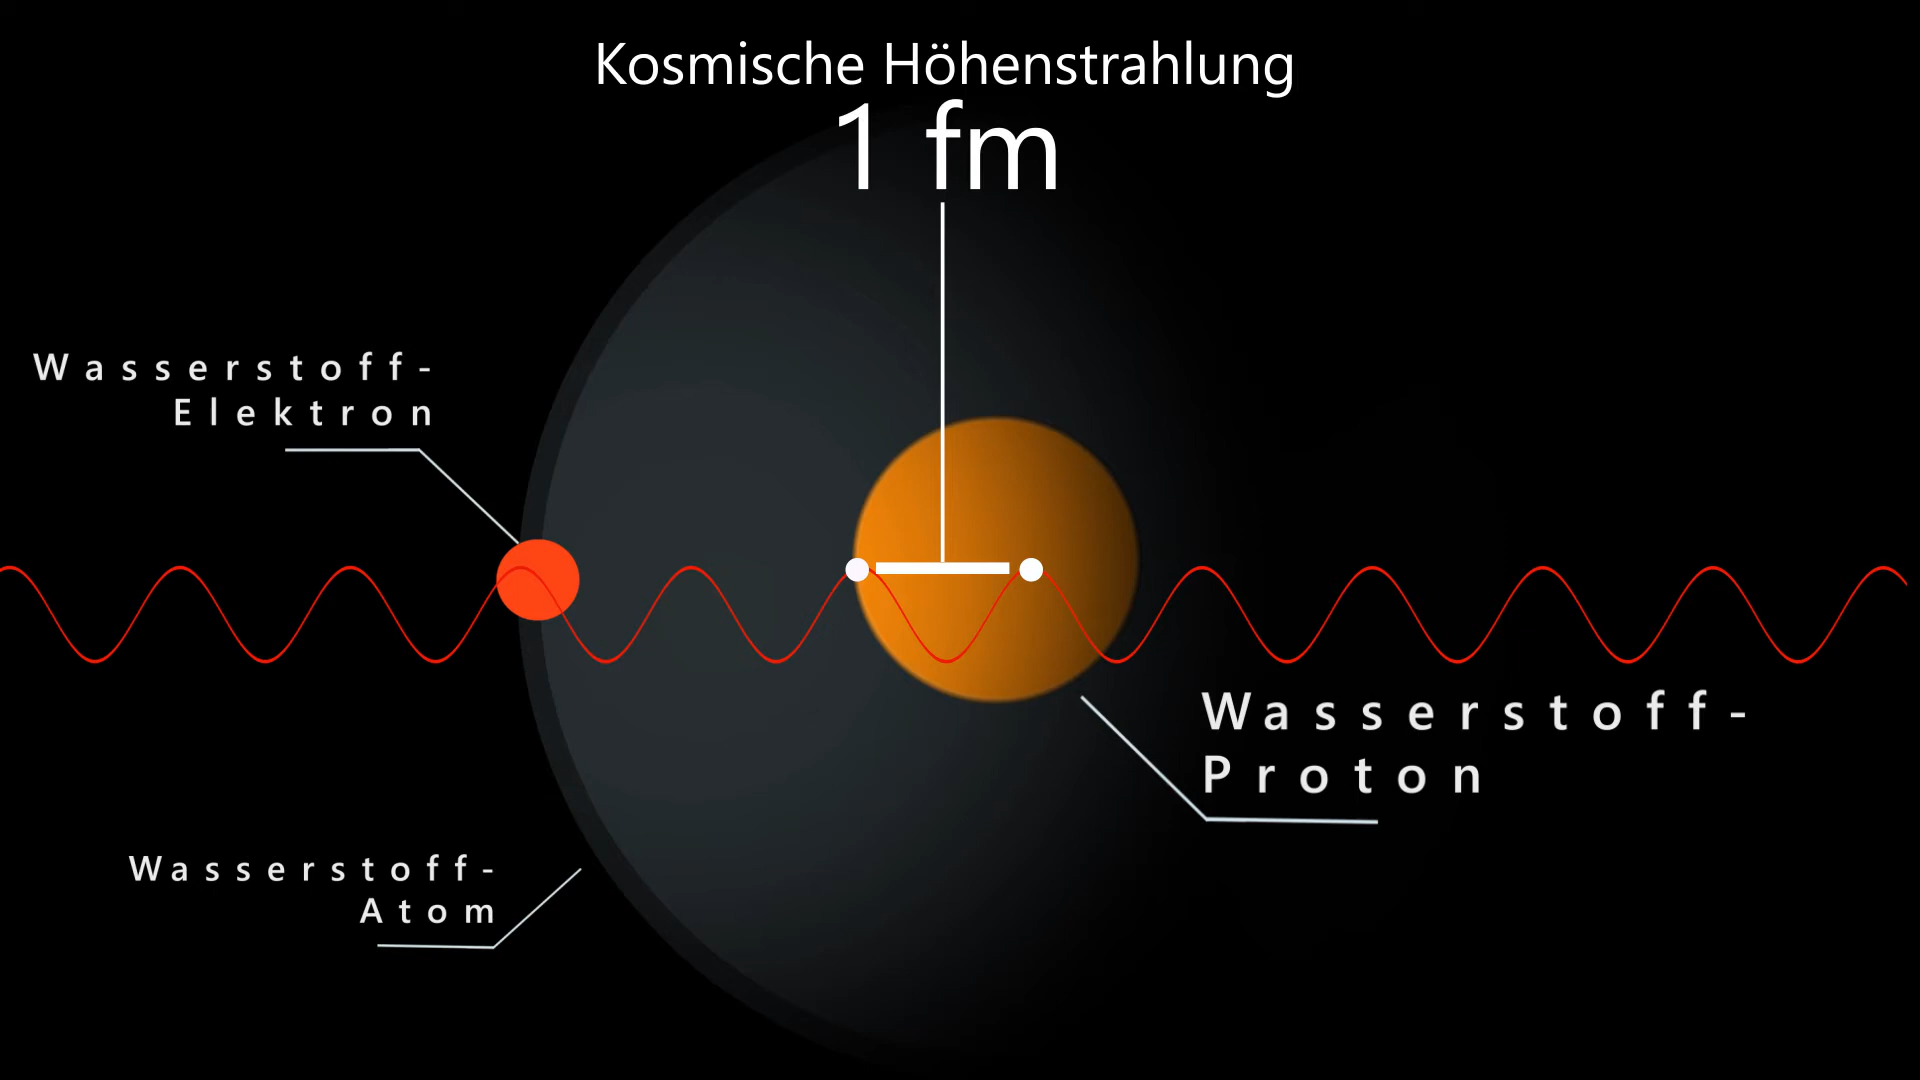 Kosmische Höhenstrahlung
1 fm
Wasserstoff-
Elektron
Wasserstoff-
Proton
Wasserstoff-
Atom